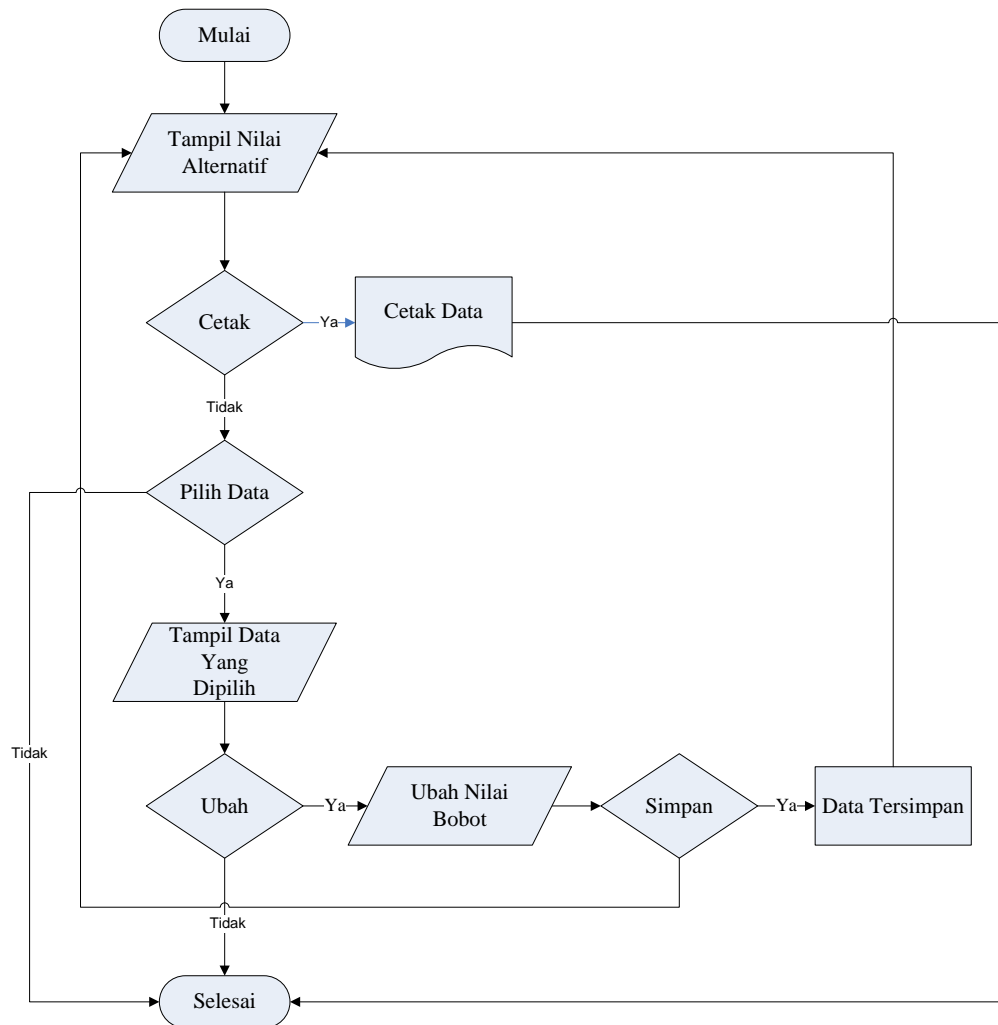 Mulai
Tampil Nilai
Alternatif
Cetak
Ya
Cetak Data
Tidak
Pilih Data
Ya
Tampil Data
Yang
Dipilih
Tidak
Ubah
Ya
Ubah Nilai
Bobot
Simpan
Ya
Data Tersimpan
Tidak
Selesai